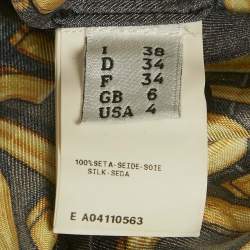 I 38
D 34
F 34
GB 6
USA 4
100%SETA-SEIDE-SOIE
SILK-SEDA
E A04110563